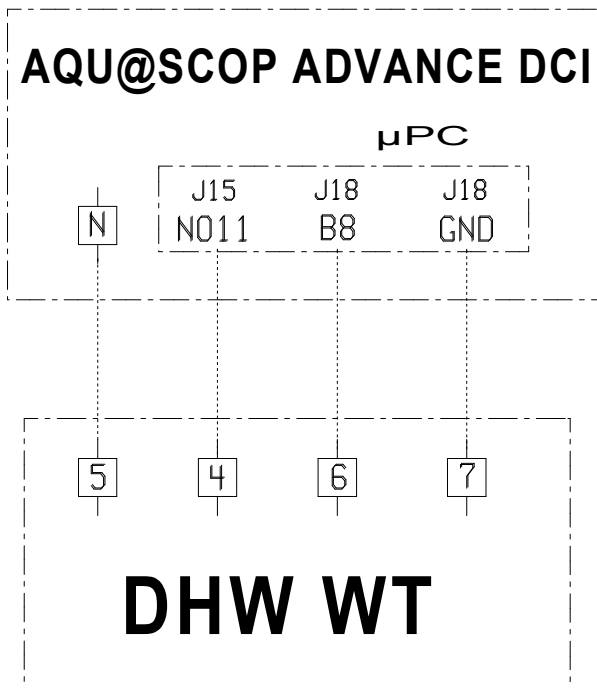 AQU@SCOP ADVANCE DCI
µPC
J15 J18 J18
N NO11 B8 GND
5 4 6 7
DHW WT